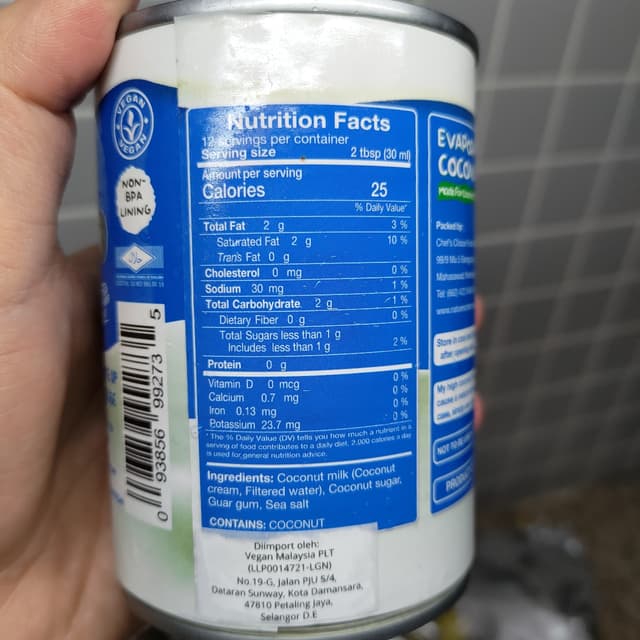 VEGAN
VEGAN
NON-
BPA
LINING
0 93856 99273 5
Nutrition Facts
12 servings per container
Serving size 2 tbsp (30 ml)
Amount per serving
Calories 25
% Daily Value*
Total Fat 2 g 3 %
Saturated Fat 2 g 10 %
Trans Fat 0 g
Cholesterol 0 mg 0 %
Sodium 30 mg 1 %
Total Carbohydrate 2 g <1 %
Dietary Fiber 0 g 0 %
Total Sugars less than 1 g
Includes less than 1 g 2 %
Protein 0 g
Vitamin D 0 mcg 0 %
Calcium 0.7 mg 0 %
Iron 0.13 mg 0 %
Potassium 23.7 mg 0 %
* The % Daily Value (DV) tells you how much a nutrient in a
serving of food contributes to a daily diet. 2,000 calories a day
is used for general nutrition advice.
Ingredients: Coconut milk (Coconut
cream, Filtered water), Coconut sugar,
Guar gum, Sea salt
CONTAINS: COCONUT
Diimport oleh:
Vegan Malaysia PLT
(LLP0014721-LGN)
No.19-G, Jalan PJU 5/4,
Dataran Sunway, Kota Damansara,
47810 Petaling Jaya,
Selangor D.E
Packed by:
Store in
NOT TO BE